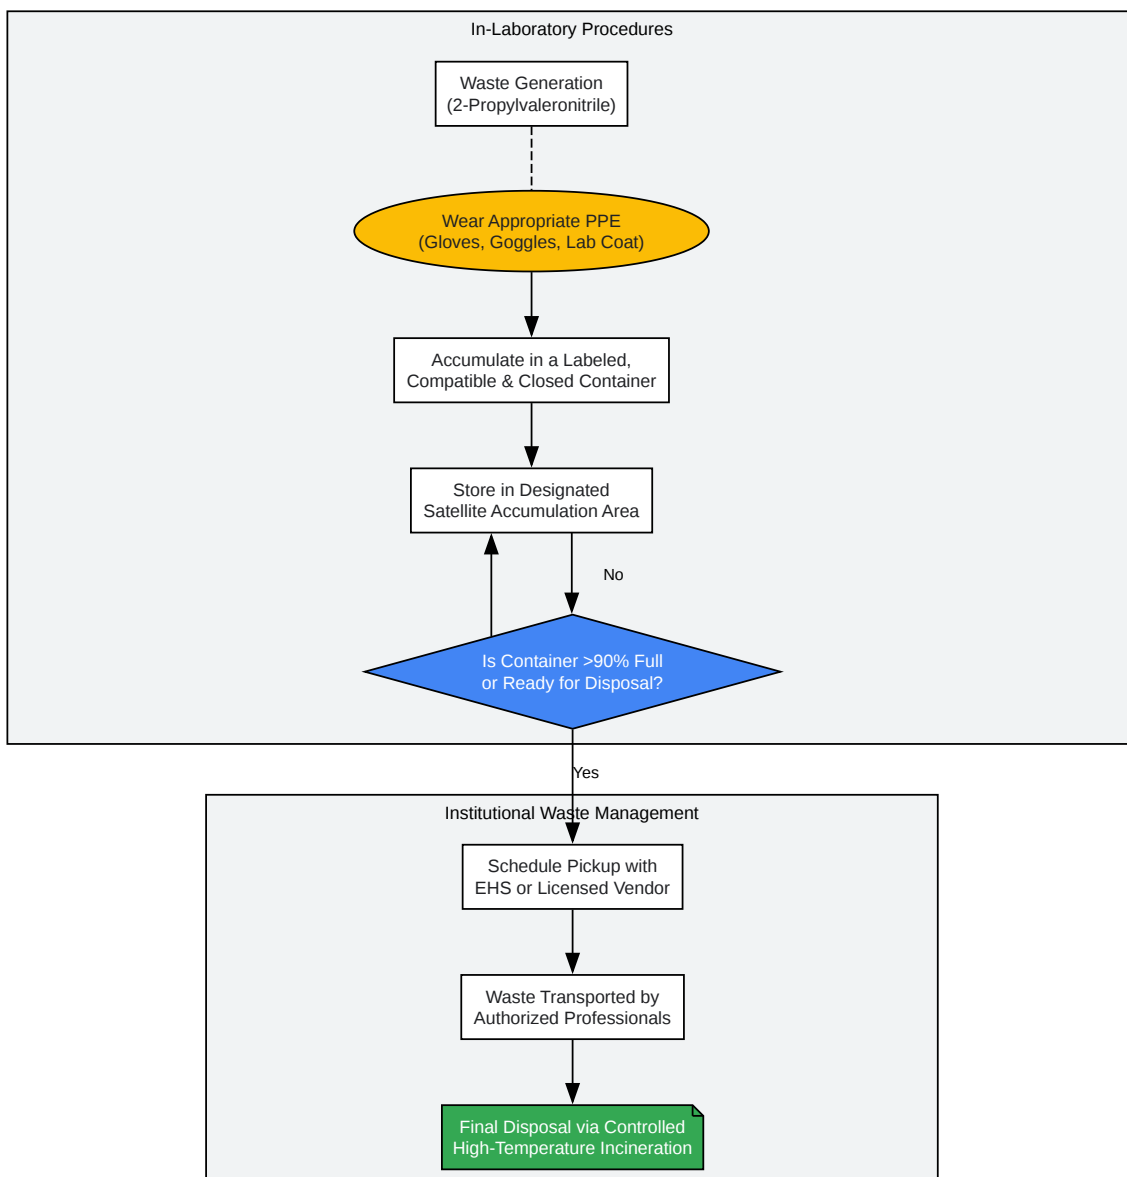 In-Laboratory Procedures
Waste Generation
(2-Propylvaleronitrile)
Wear Appropriate PPE
(Gloves, Goggles, Lab Coat)
Accumulate in a Labeled,
Compatible & Closed Container
Store in Designated
Satellite Accumulation Area
No
Is Container >90% Full
or Ready for Disposal?
Yes
Institutional Waste Management
Schedule Pickup with
EHS or Licensed Vendor
Waste Transported by
Authorized Professionals
Final Disposal via Controlled
High-Temperature Incineration